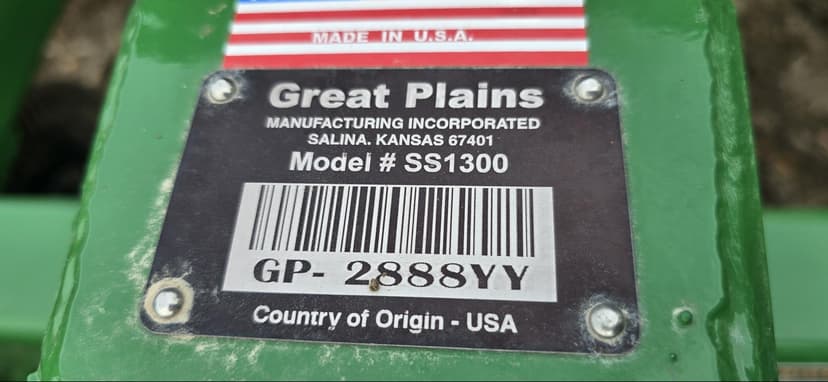 MADE IN U.S.A.
Great Plains
MANUFACTURING INCORPORATED
SALINA, KANSAS 67401
Model # SS1300
GP- 2888YY
Country of Origin - USA